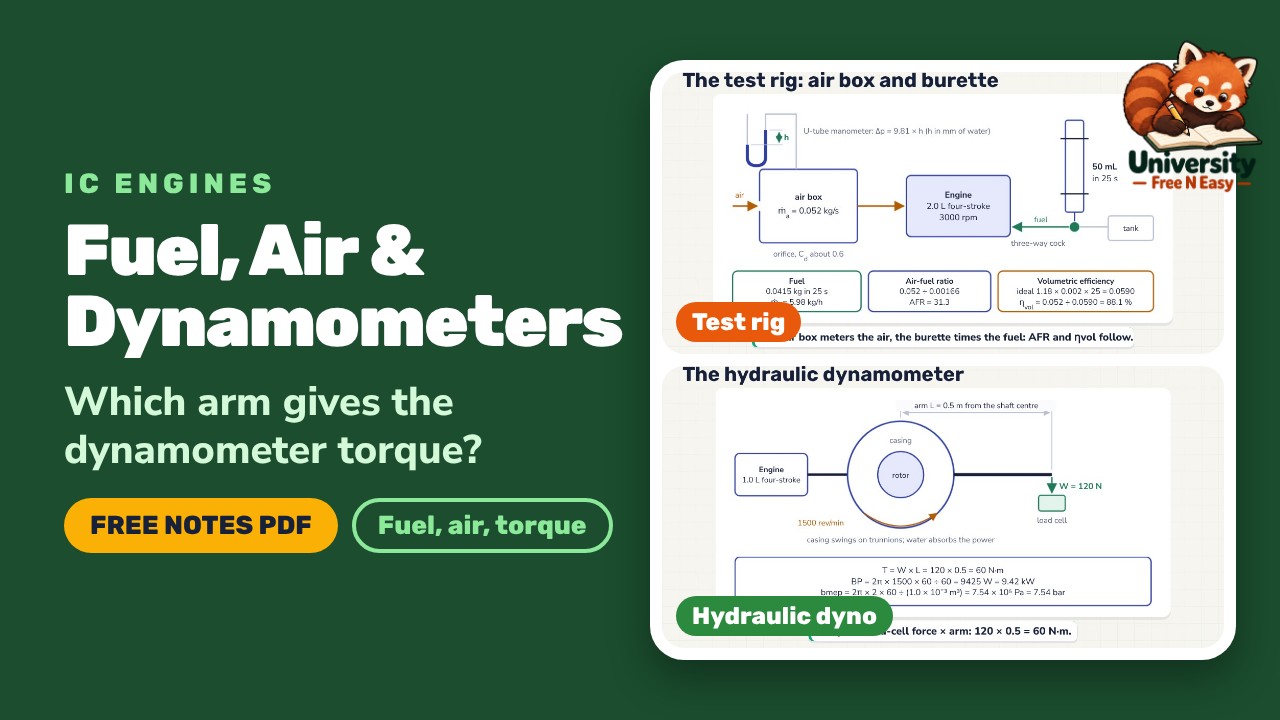 IC ENGINES
Fuel, Air &
Dynamometers
Which arm gives the
dynamometer torque?
FREE NOTES PDF
Fuel, air, torque
The test rig: air box and burette
U-tube manometer: Δp = 9.81 × h (h in mm of water)
h
air
air box
ṁa = 0.052 kg/s
orifice, Cd about 0.6
Engine
2.0 L four-stroke
3000 rpm
50 mL
in 25 s
fuel
three-way cock
tank
Fuel
0.0415 kg in 25 s
= 5.98 kg/h
Air-fuel ratio
0.052 ÷ 0.00166
AFR = 31.3
Volumetric efficiency
ideal 1.18 × 0.002 × 25 = 0.0590
ηvol = 0.052 ÷ 0.0590 = 88.1 %
Test rig
box meters the air, the burette times the fuel: AFR and ηvol follow.
University
Free N Easy
The hydraulic dynamometer
arm L = 0.5 m from the shaft centre
casing
rotor
Engine
1.0 L four-stroke
W = 120 N
load cell
1500 rev/min
casing swings on trunnions; water absorbs the power
T = W × L = 120 × 0.5 = 60 N·m
BP = 2π × 1500 × 60 ÷ 60 = 9425 W = 9.42 kW
bmep = 2π × 2 × 60 ÷ (1.0 × 10⁻³ m³) = 7.54 × 10⁵ Pa = 7.54 bar
Hydraulic dyno
-cell force × arm: 120 × 0.5 = 60 N·m.